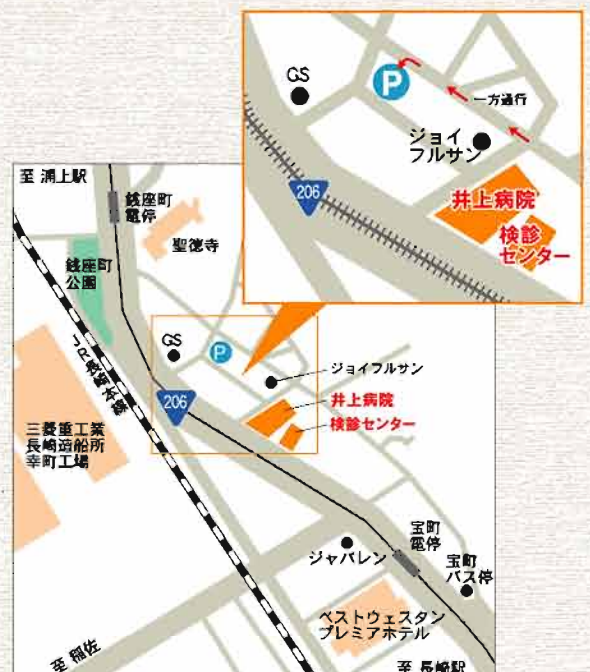 GS
P
一方通行
ジョイ
フルサン
206
井上病院
検診
センター
至 浦上駅
銭座町
電停
聖徳寺
銭座町
公園
GS
P
ジョイフルサン
JR長崎本線
206
井上病院
検診センター
三菱重工業
長崎造船所
幸町工場
宝町
電停
ジャパレン
宝町
バス停
ベストウェスタン
プレミアホテル
至 稲佐
至 長崎駅